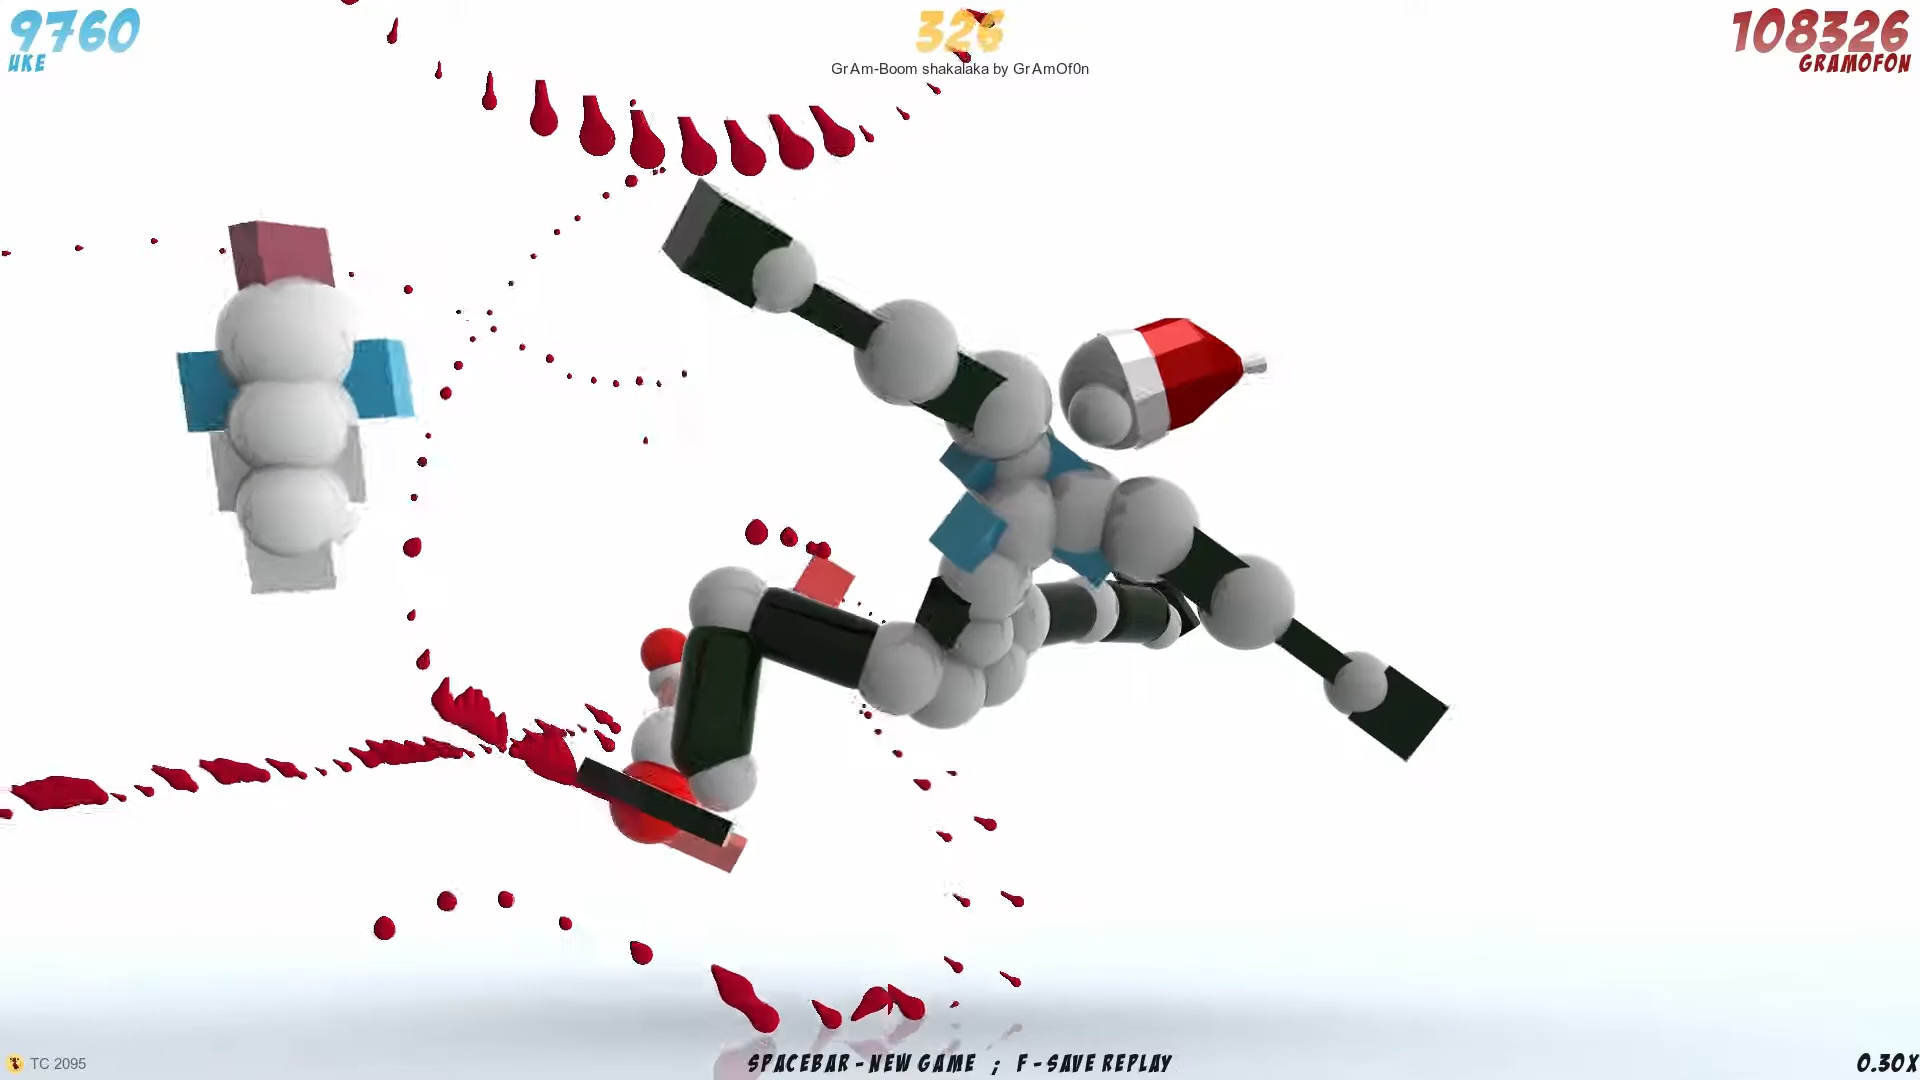 9760
UKE
326
GrAm-Boom shakalaka by GrAmOf0n
108326
GRAMOFON
TC 2095
SPACEBAR - NEW GAME ; F - SAVE REPLAY
0.30X